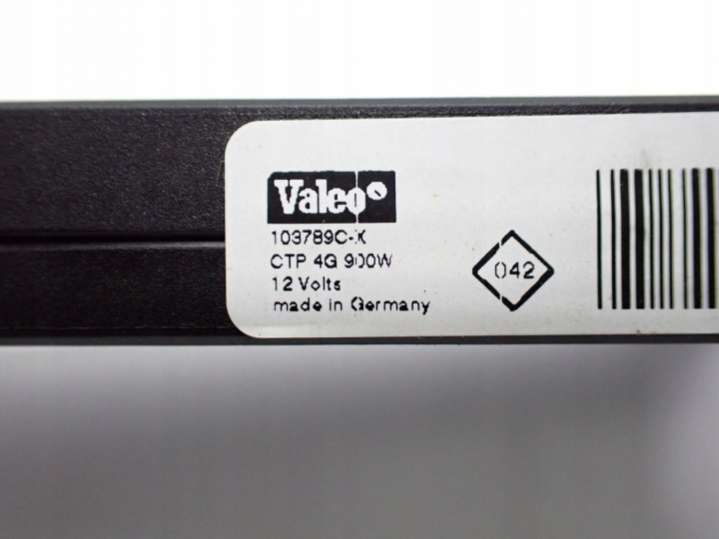 Valeo
103789C-X
CTP 4G 900W
12 Volts
made in Germany
042